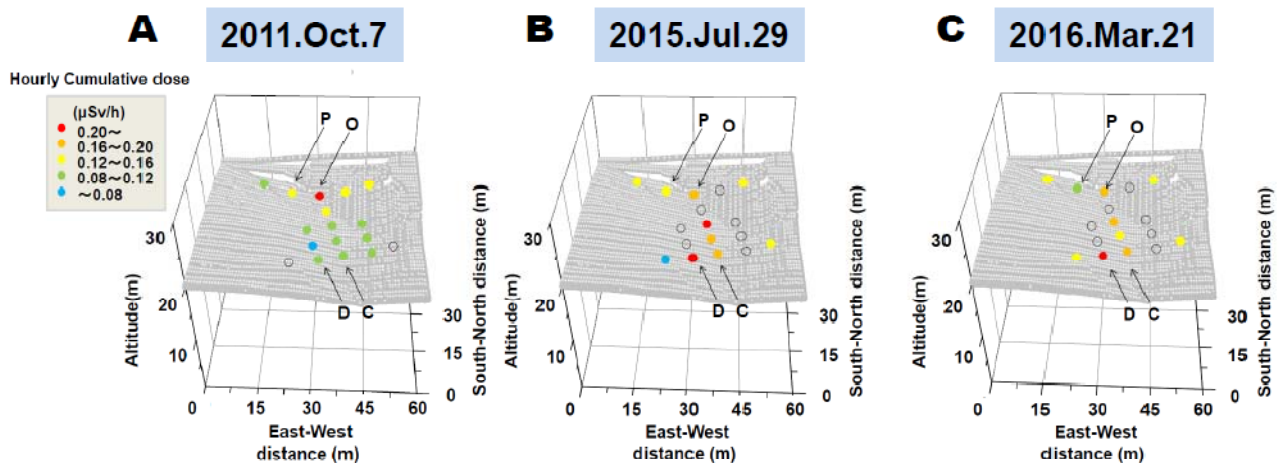 A
2011.Oct.7
B
2015.Jul.29
C
2016.Mar.21
Hourly Cumulative dose
(μSv/h)
0.20～
0.16～0.20
0.12～0.16
0.08～0.12
～0.08
P O
D C
30
20
10
Altitude(m)
0 15 30 45 60
East-West
distance (m)
30
15
0
South-North distance (m)
P O
D C
30
20
10
Altitude(m)
0 15 30 45 60
East-West
distance (m)
30
15
0
South-North distance (m)
P O
D C
30
20
10
Altitude(m)
0 15 30 45 60
East-West
distance (m)
30
15
0
South-North distance (m)